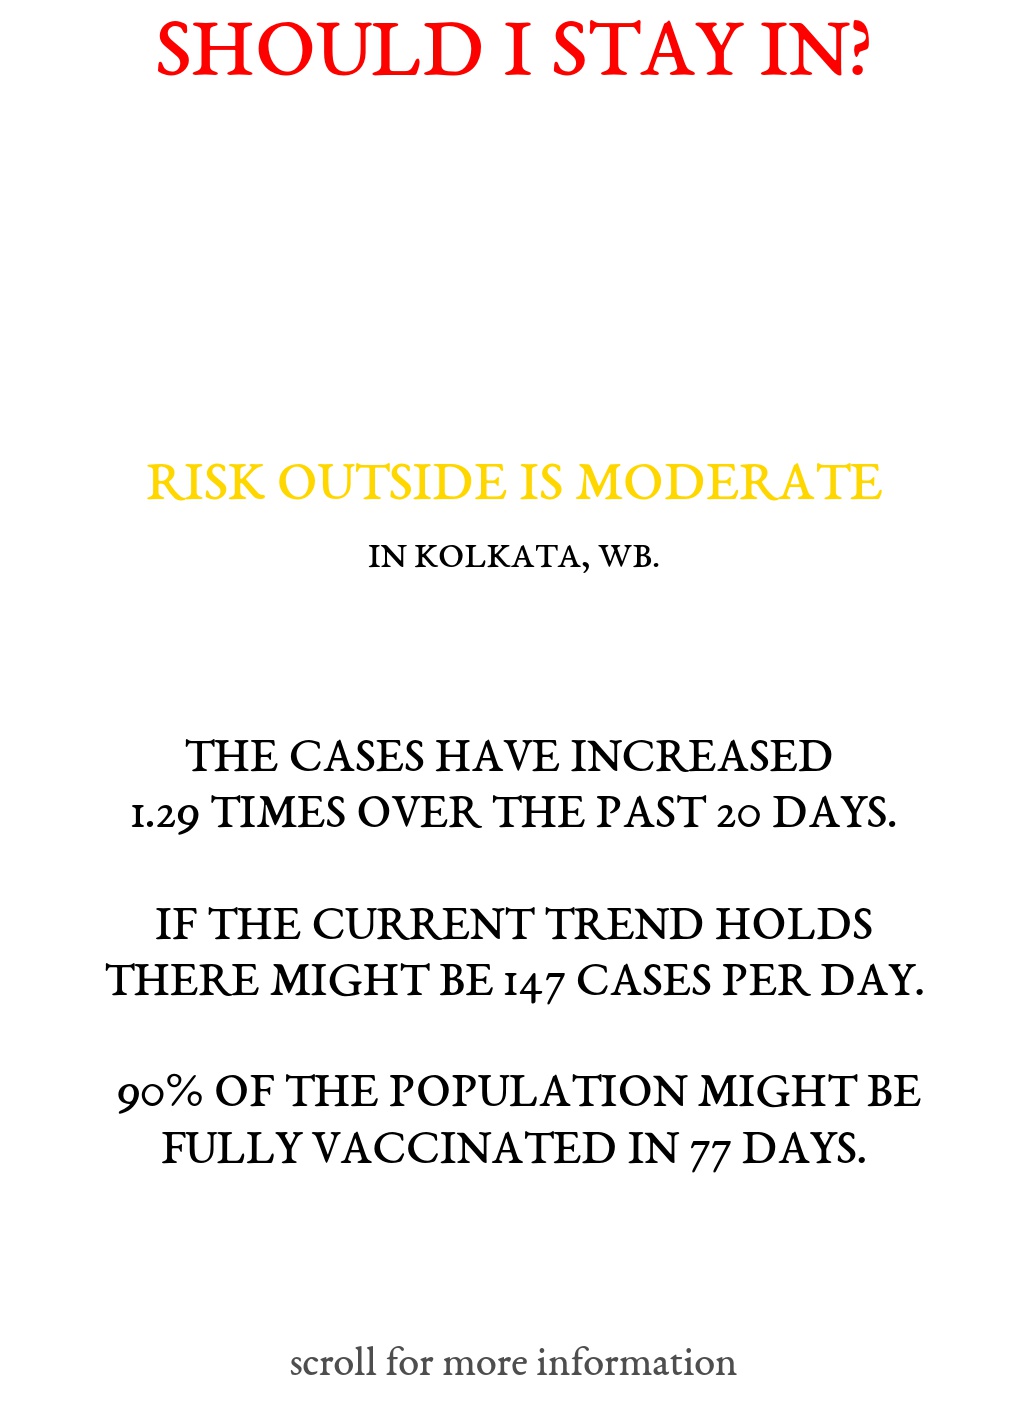 SHOULD I STAY IN?
RISK OUTSIDE IS MODERATE
IN KOLKATA, WB.
THE CASES HAVE INCREASED
1.29 TIMES OVER THE PAST 20 DAYS.
IF THE CURRENT TREND HOLDS
THERE MIGHT BE 147 CASES PER DAY.
90% OF THE POPULATION MIGHT BE
FULLY VACCINATED IN 77 DAYS.
scroll for more information